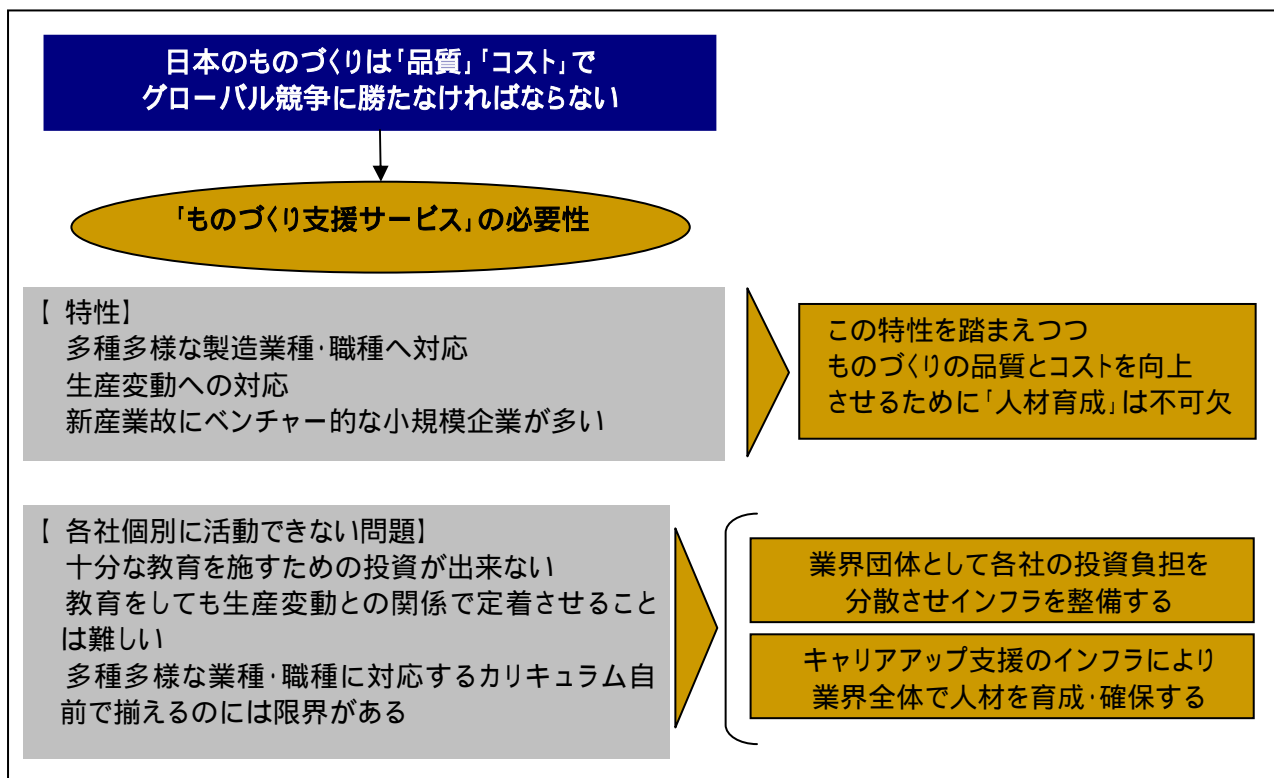 日本のものづくりは「品質」「コスト」で
グローバル競争に勝たなければならない
「ものづくり支援サービス」の必要性
【 特性】
多種多様な製造業種・職種へ対応
生産変動への対応
新産業故にベンチャー的な小規模企業が多い
この特性を踏まえつつ
ものづくりの品質とコストを向上
させるために「人材育成」は不可欠
【 各社個別に活動できない問題】
十分な教育を施すための投資が出来ない
教育をしても生産変動との関係で定着させること
は難しい
多種多様な業種・職種に対応するカリキュラム自
前で揃えるのには限界がある
業界団体として各社の投資負担を
分散させインフラを整備する
キャリアアップ支援のインフラにより
業界全体で人材を育成・確保する